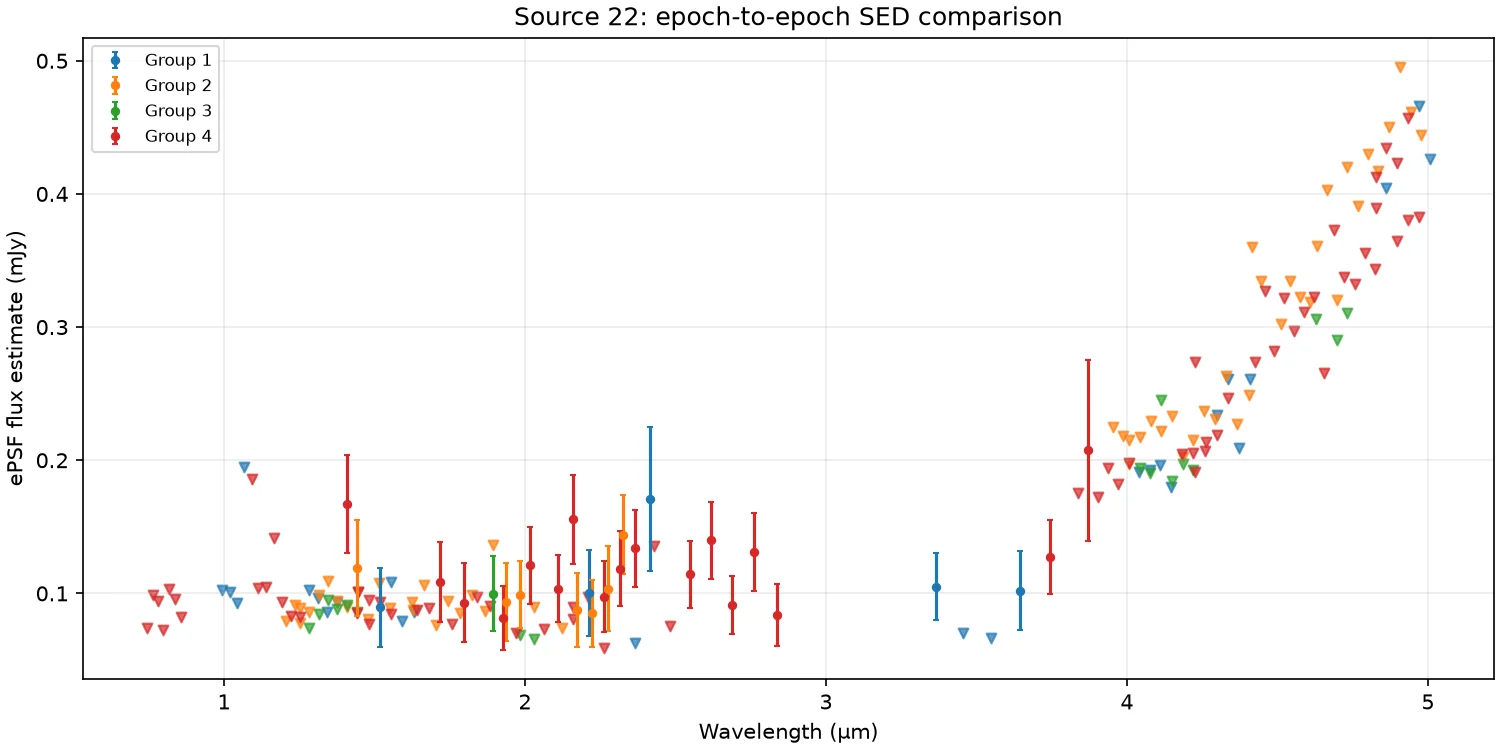 Source 22: epoch-to-epoch SED comparison
ePSF flux estimate (mJy)
0.5
0.4
0.3
0.2
0.1
Group 1
Group 2
Group 3
Group 4
1 2 3 4 5
Wavelength (μm)